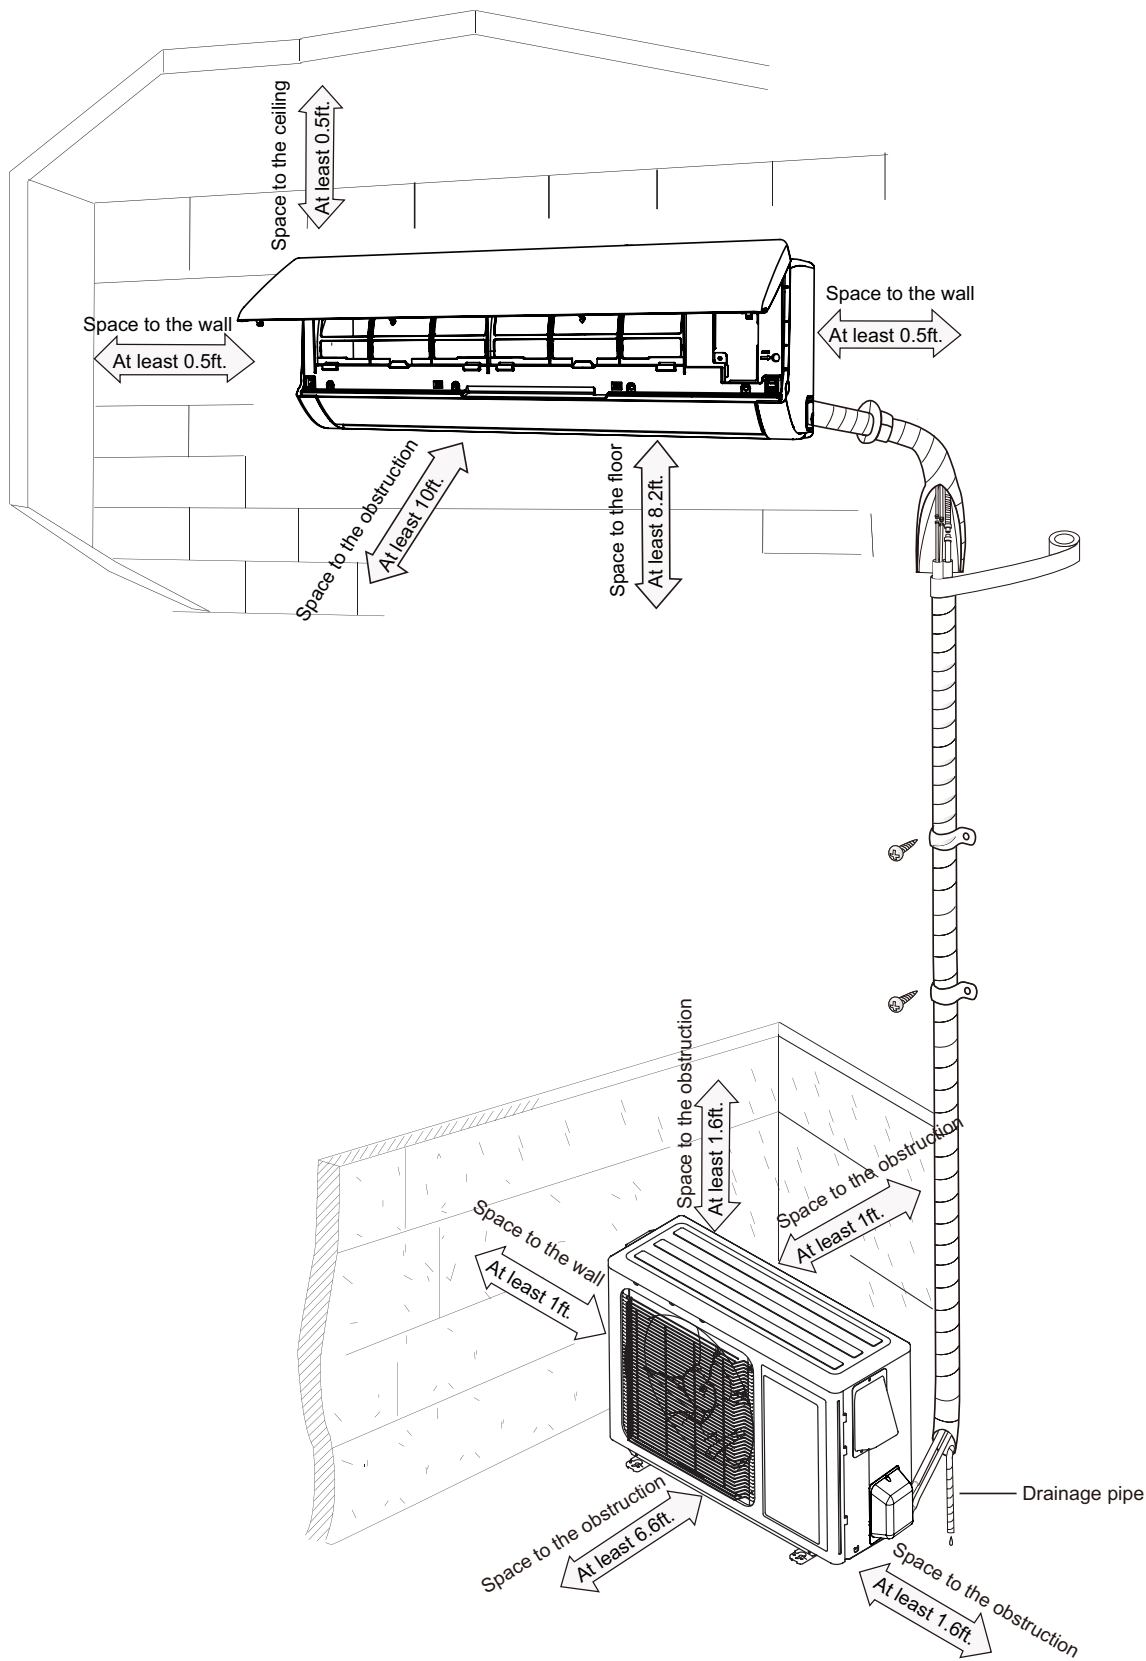 Space to the ceiling
At least 0.5ft.
Space to the wall
At least 0.5ft.
Space to the wall
At least 0.5ft.
Space to the obstruction
At least 10ft.
Space to the floor
At least 8.2ft.
Space to the obstruction
At least 1.6ft.
Space to the obstruction
At least 1ft.
Space to the wall
At least 1ft.
Space to the obstruction
At least 6.6ft.
Drainage pipe
Space to the obstruction
At least 1.6ft.